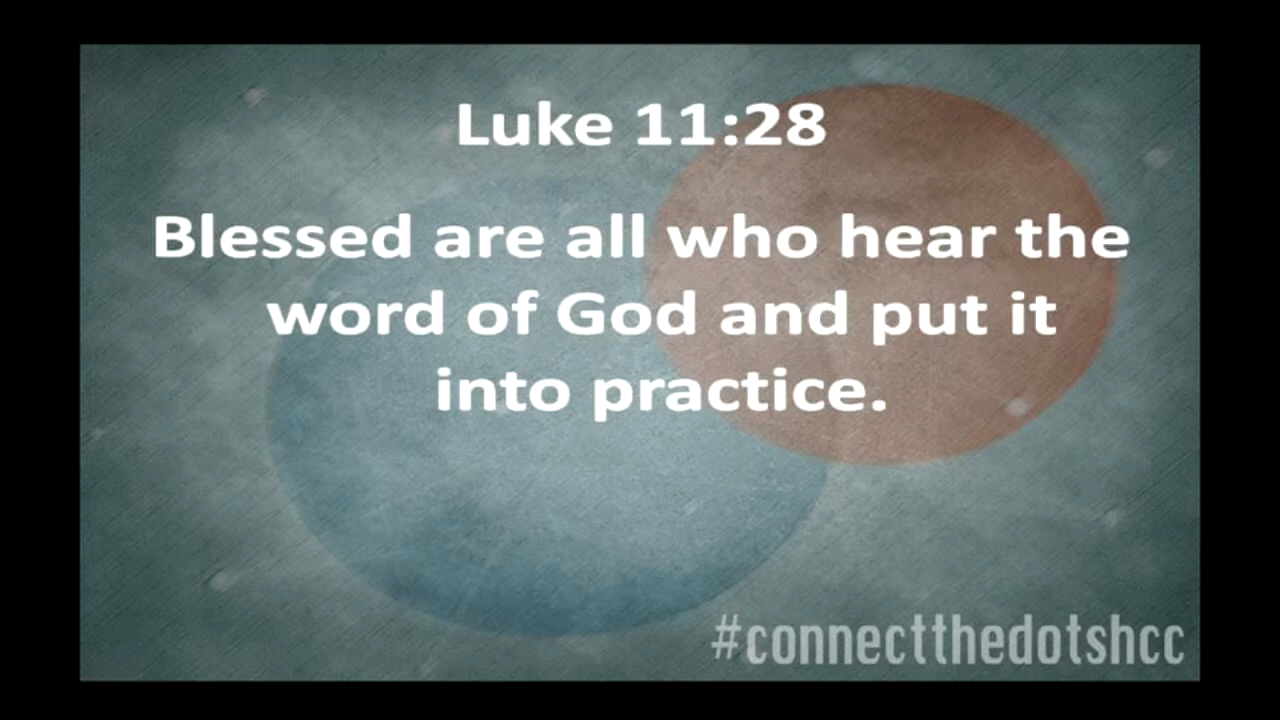 Luke 11:28
Blessed are all who hear the
word of God and put it
into practice.
#connectthedotshcc